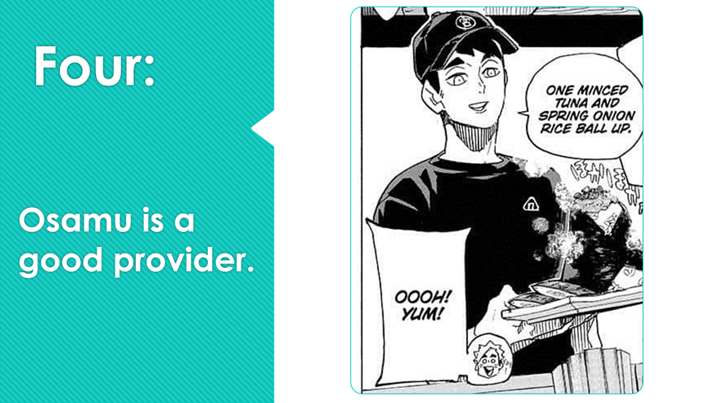 Four:
Osamu is a
good provider.
ONE MINCED
TUNA AND
SPRING ONION
RICE BALL UP.
OOOH!
YUM!